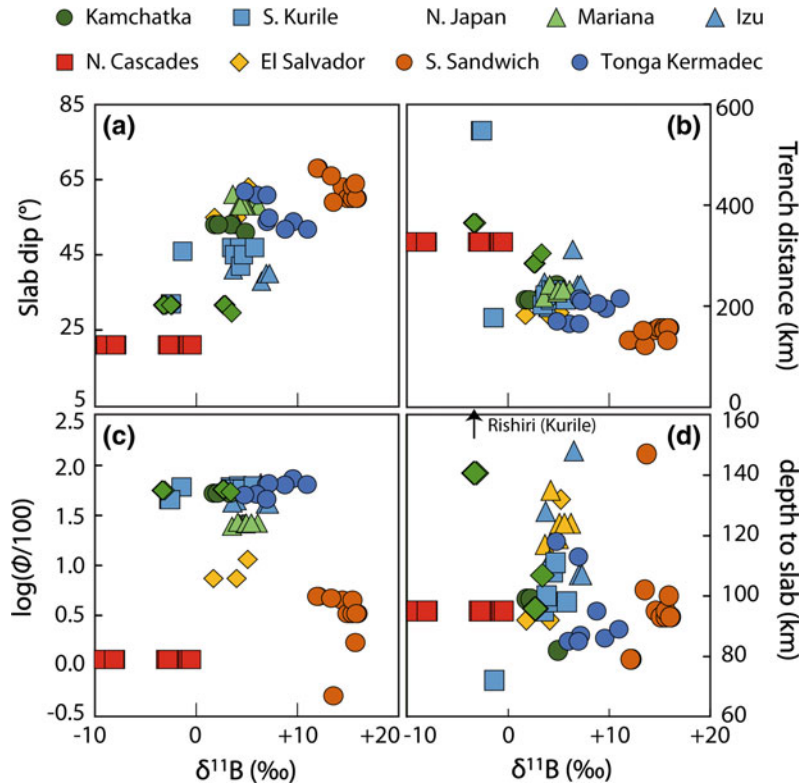 Kamchatka S. Kurile N. Japan Mariana Izu
N. Cascades El Salvador S. Sandwich Tonga Kermadec
85
65
45
25
5
Slab dip (°)
(a)
(b)
600
400
200
0
Trench distance
(km)
2.5
2.0
1.5
1.0
0.5
0.0
-0.5
log(Φ/100)
(c)
Rishiri (Kurile)
(d)
160
140
120
100
80
60
depth to slab
(km)
-10 0 +10 +20
-10 0 +10 +20
δ¹¹B (‰)
δ¹¹B (‰)